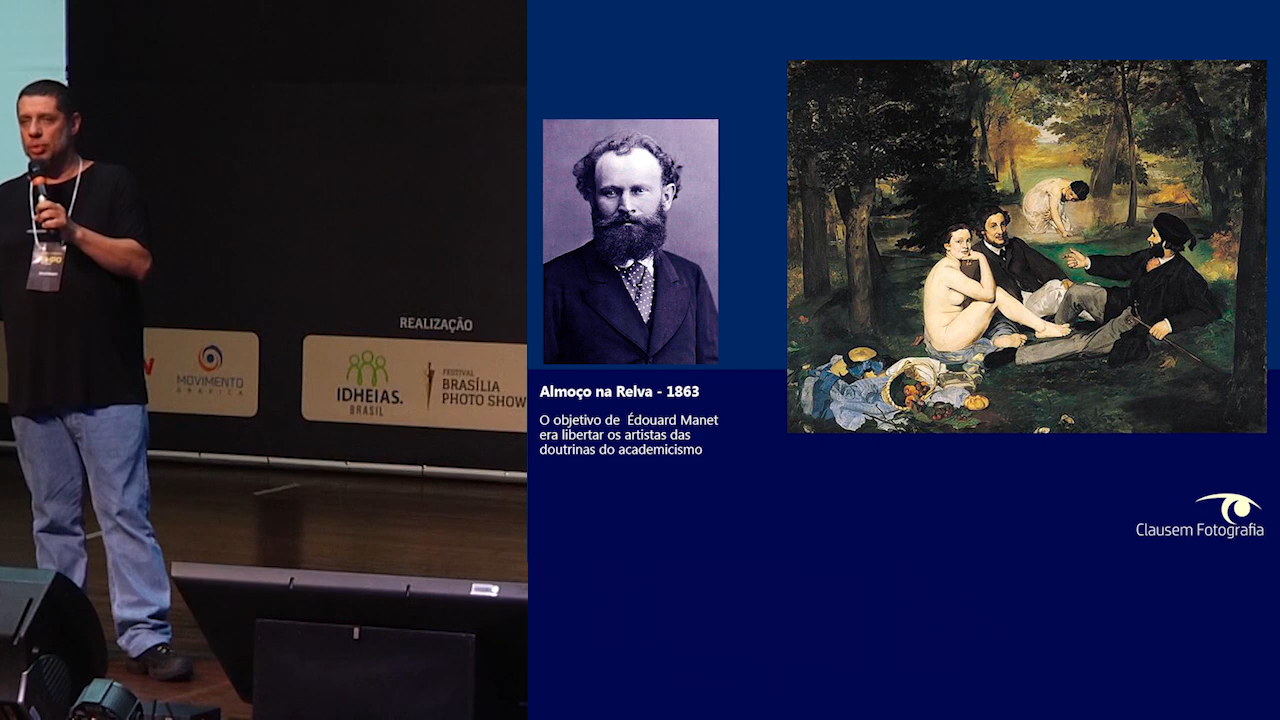 REALIZAÇÃO
MOVIMENTO
GRÁFICA
IDHEIAS.
BRASIL
FESTIVAL
BRASÍLIA
PHOTO SHOW
Almoço na Relva - 1863
O objetivo de  Édouard Manet
era libertar os artistas das
doutrinas do academicismo
Clausem Fotografia